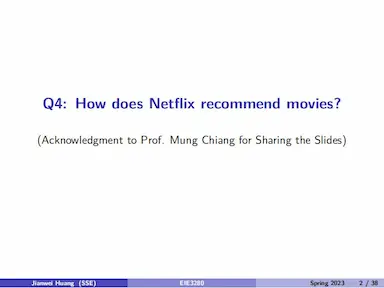 Q4: How does Netflix recommend movies?
(Acknowledgment to Prof. Mung Chiang for Sharing the Slides)
Jianwei Huang (SSE) EIE3280 Spring 2023 2 / 38